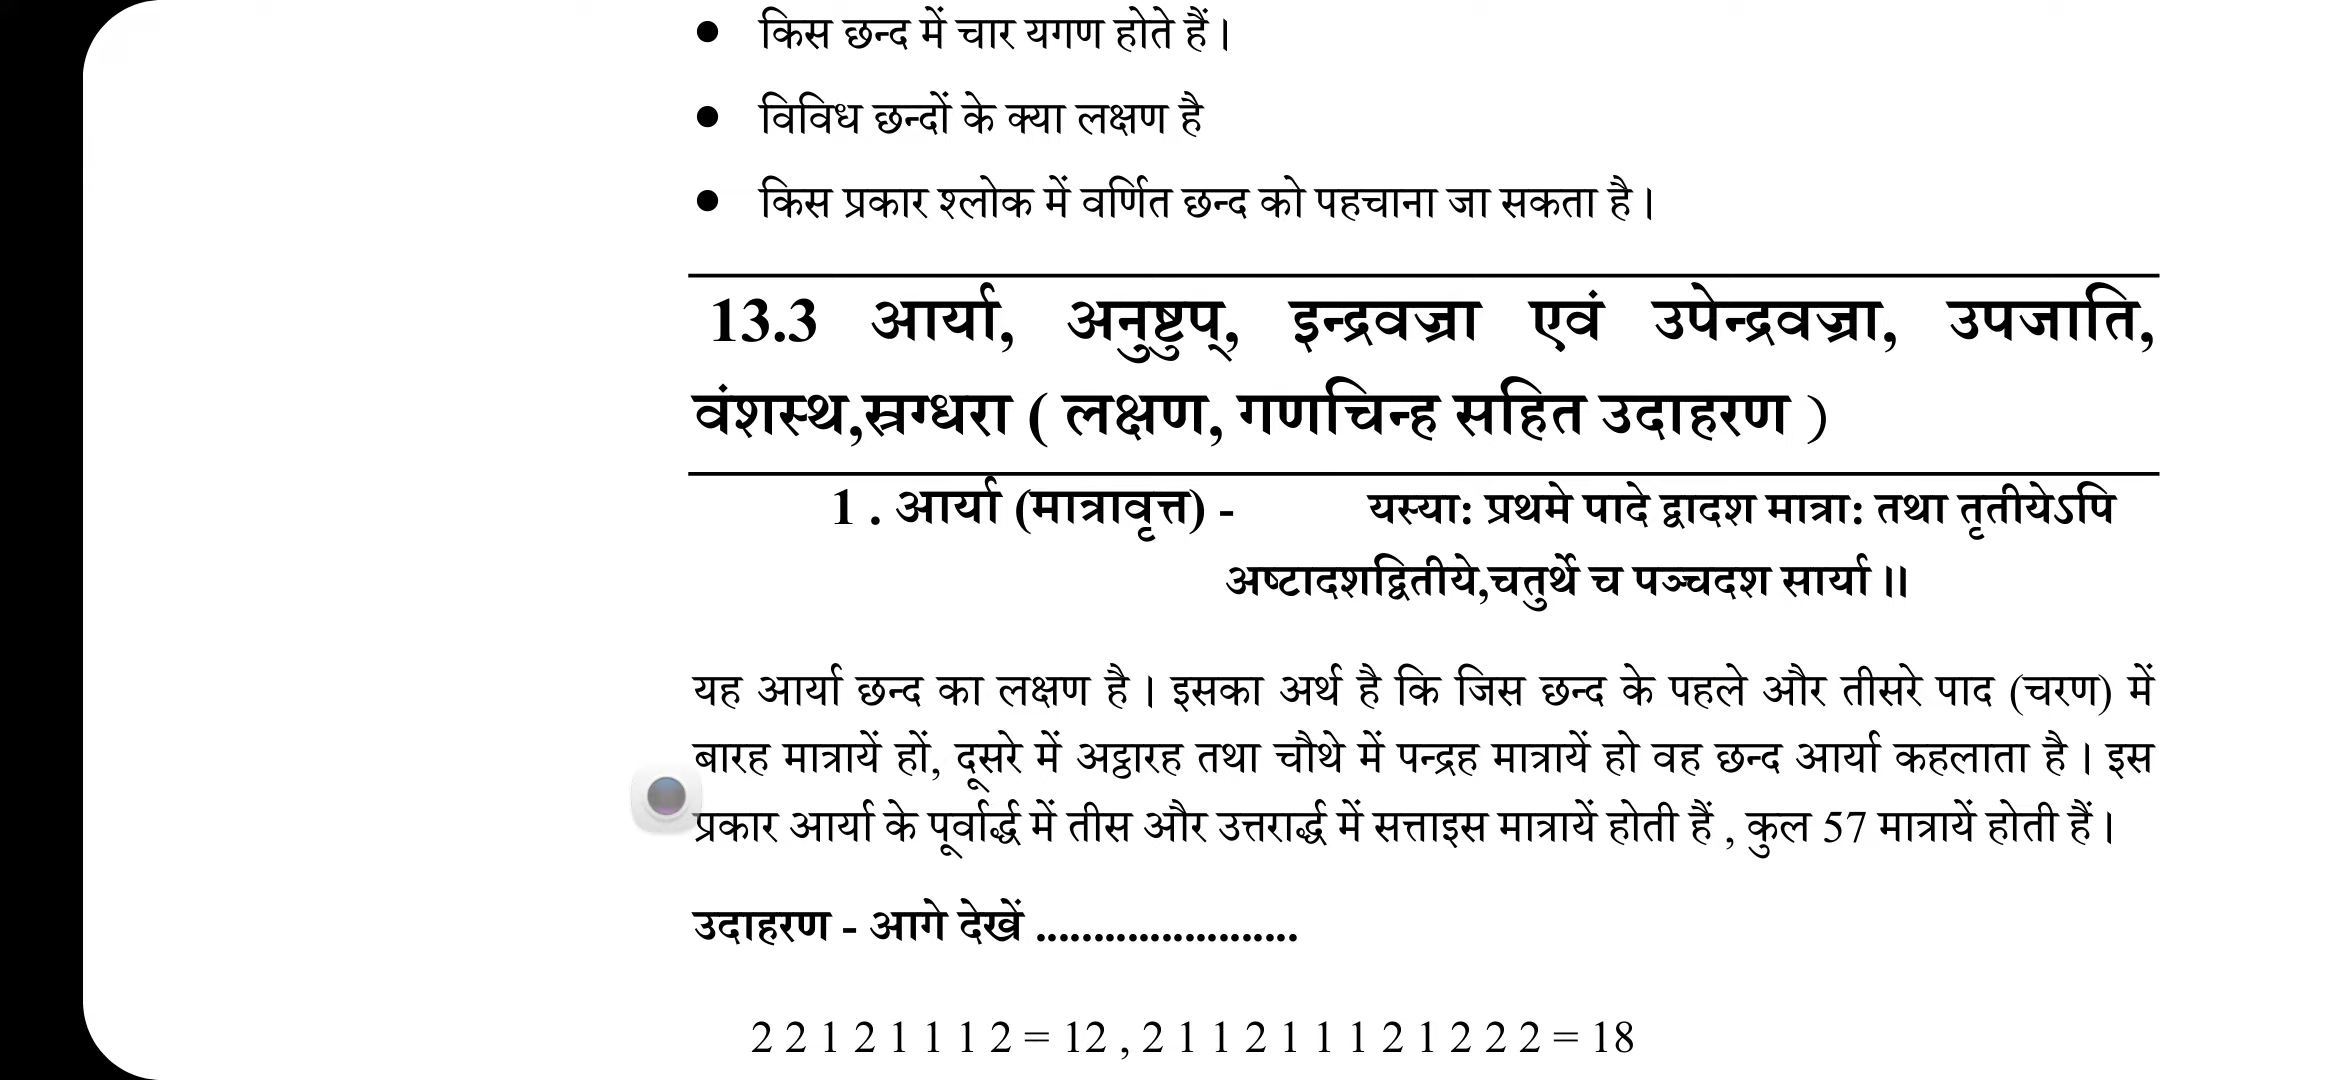 ● किस छन्द में चार यगण होते हैं।
● विविध छन्दों के क्या लक्षण है
● किस प्रकार श्लोक में वर्णित छन्द को पहचाना जा सकता है।
13.3 आर्या, अनुष्टुप्, इन्द्रवज्रा एवं उपेन्द्रवज्रा, उपजाति,
वंशस्थ,स्रग्धरा ( लक्षण, गणचिन्ह सहित उदाहरण )
1 . आर्या (मात्रावृत्त) - यस्या: प्रथमे पादे द्वादश मात्रा: तथा तृतीयेऽपि
अष्टादशद्वितीये,चतुर्थे च पञ्चदश सार्या॥
यह आर्या छन्द का लक्षण है। इसका अर्थ है कि जिस छन्द के पहले और तीसरे पाद (चरण) में
बारह मात्रायें हों, दूसरे में अट्ठारह तथा चौथे में पन्द्रह मात्रायें हो वह छन्द आर्या कहलाता है। इस
प्रकार आर्या के पूर्वार्द्ध में तीस और उत्तरार्द्ध में सत्ताइस मात्रायें होती हैं , कुल 57 मात्रायें होती हैं।
उदाहरण - आगे देखें .......................
2 2 1 2 1 1 1 2 = 12 , 2 1 1 2 1 1 1 2 1 2 2 2 = 18